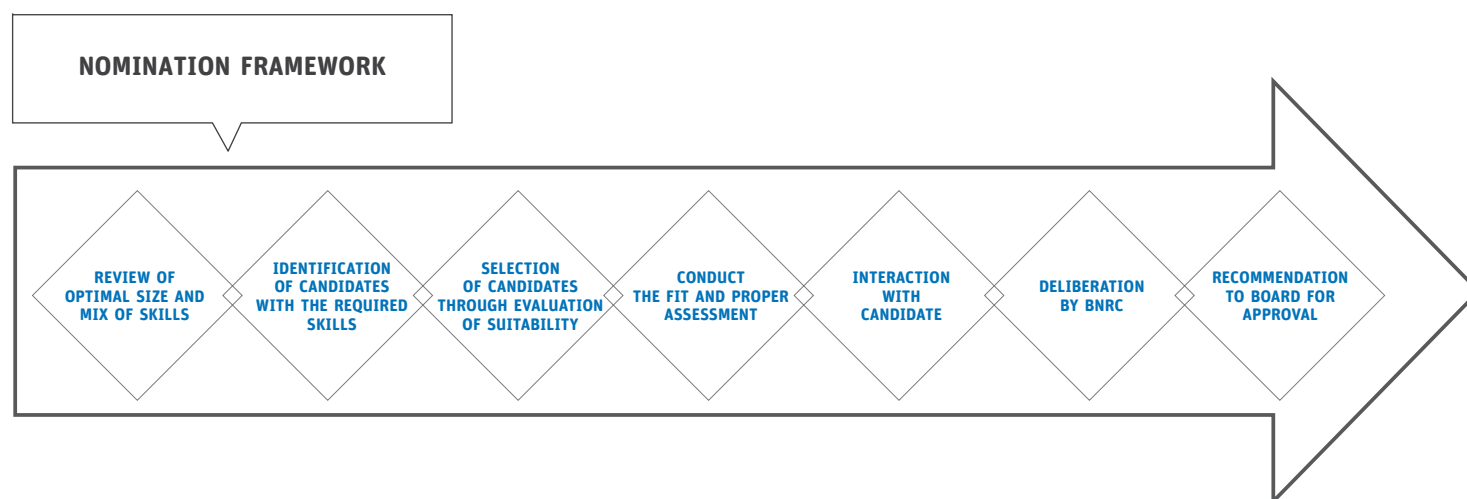 NOMINATION FRAMEWORK
REVIEW OF
OPTIMAL SIZE AND
MIX OF SKILLS
IDENTIFICATION
OF CANDIDATES
WITH THE REQUIRED
SKILLS
SELECTION
OF CANDIDATES
THROUGH EVALUATION
OF SUITABILITY
CONDUCT
THE FIT AND PROPER
ASSESSMENT
INTERACTION
WITH
CANDIDATE
DELIBERATION
BY BNRC
RECOMMENDATION
TO BOARD FOR
APPROVAL